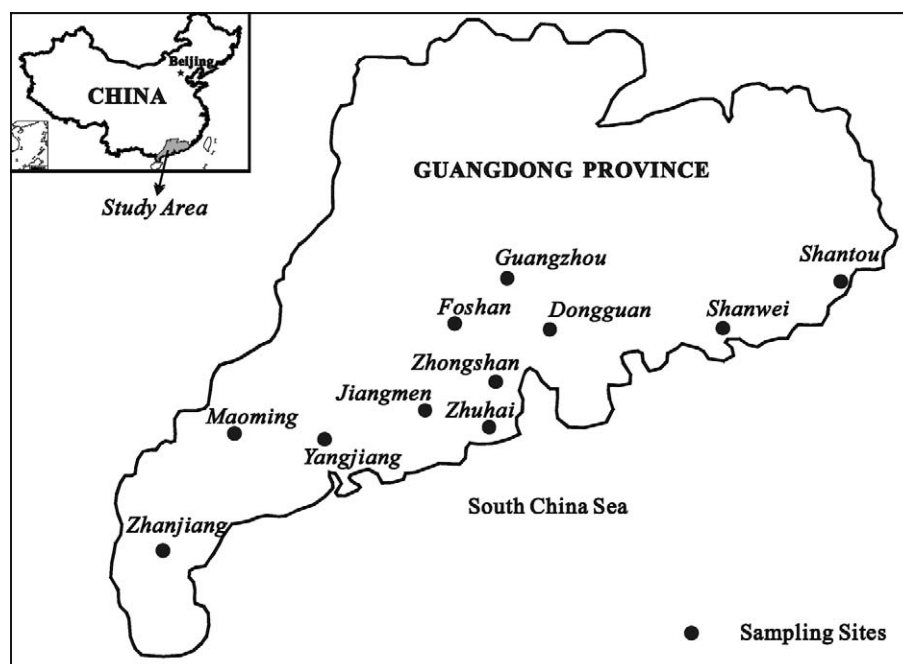 Beijing
CHINA
Study Area
GUANGDONG PROVINCE
Guangzhou
Shantou
Foshan
Dongguan
Shanwei
Zhongshan
Jiangmen
Zhuhai
Maoming
Yangjiang
South China Sea
Zhanjiang
Sampling Sites